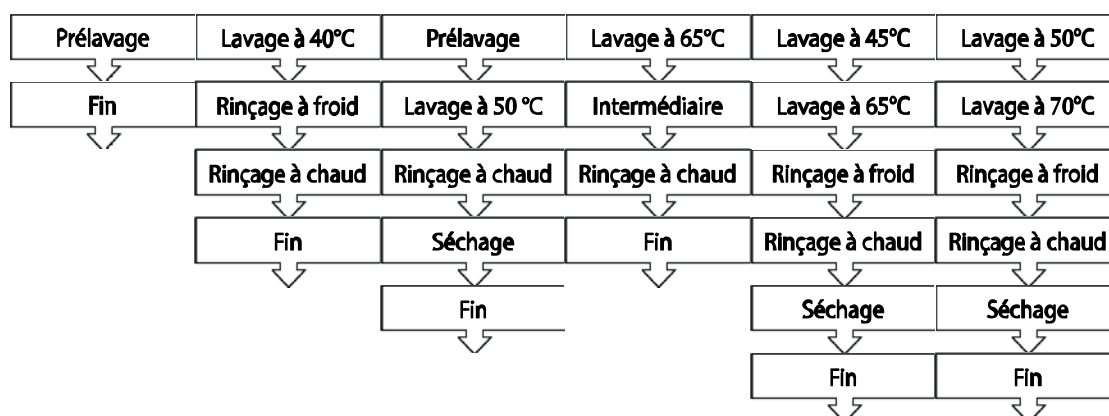 Prélavage Lavage à 40°C Prélavage Lavage à 65°C Lavage à 45°C Lavage à 50°C
Fin Rinçage à froid Lavage à 50 °C Intermédiaire Lavage à 65°C Lavage à 70°C
Rinçage à chaud Rinçage à chaud Rinçage à chaud Rinçage à froid Rinçage à froid
Fin Séchage Fin Rinçage à chaud Rinçage à chaud
Fin Séchage Séchage
Fin Fin